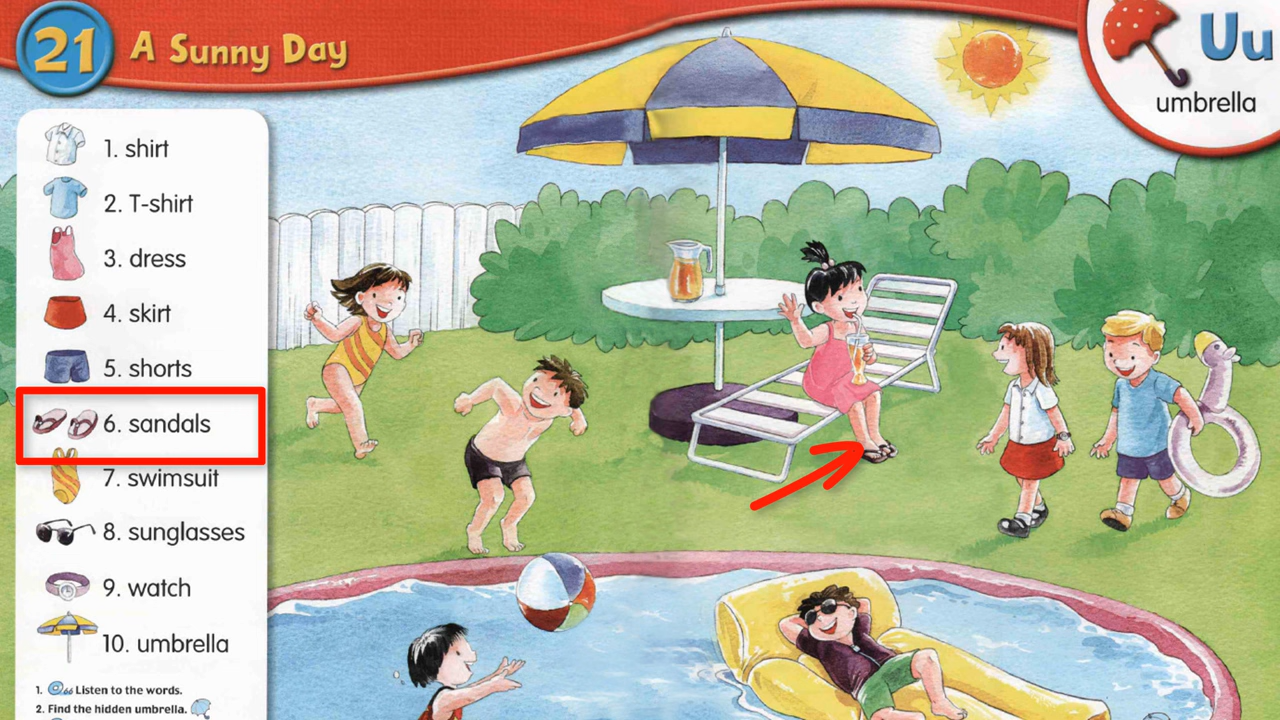 21 A Sunny Day
Uu
umbrella
1. shirt
2. T-shirt
3. dress
4. skirt
5. shorts
6. sandals
7. swimsuit
8. sunglasses
9. watch
10. umbrella
1. Listen to the words.
2. Find the hidden umbrella.